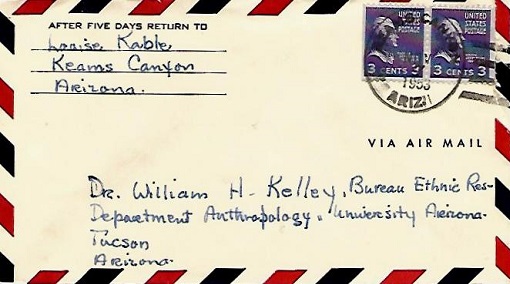 AFTER FIVE DAYS RETURN TO
Louise Kable
Keams Canyon
Arizona.
UNITED STATES POSTAGE
3 CENTS 3
UNITED STATES POSTAGE
3 CENTS 3
1953
ARIZ.
VIA AIR MAIL
Dr. William H. Kelley, Bureau Ethnic Res-
Department Anthropology, University Arizona.
Tucson
Arizona.